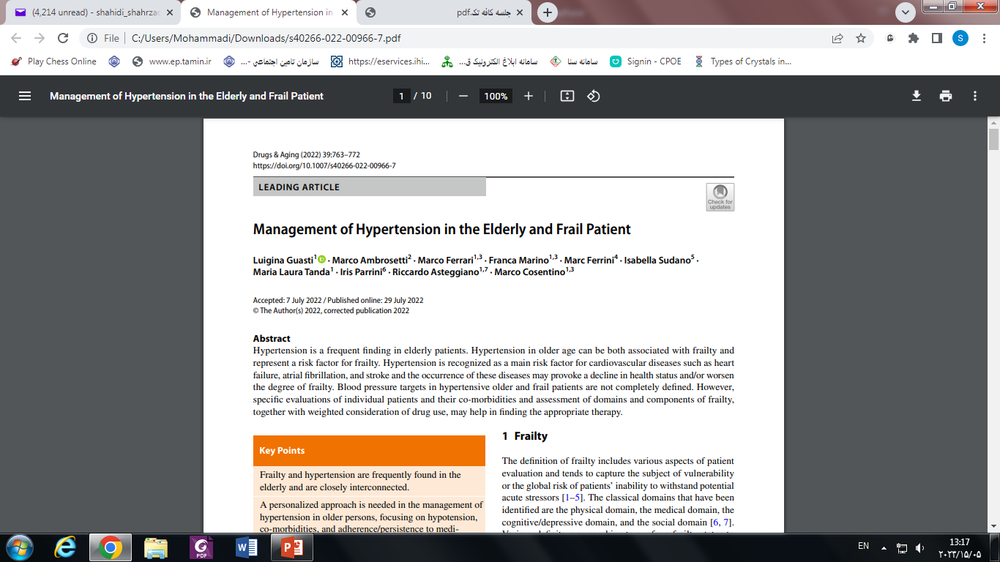 (4,214 unread) - shahidi_shahrzad
Management of Hypertension in
جلسه کافه تک.pdf
File
C:/Users/Mohammadi/Downloads/s40266-022-00966-7.pdf
S
Play Chess Online
www.ep.tamin.ir
سازمان تامین اجتماعی -...
https://eservices.ihi...
سامانه ابلاغ الکترونیک ق...
سامانه سنا
Signin - CPOE
Types of Crystals in...
Management of Hypertension in the Elderly and Frail Patient
1 / 10
100%
Drugs & Aging (2022) 39:763–772
https://doi.org/10.1007/s40266-022-00966-7
LEADING ARTICLE
Check for
updates
Management of Hypertension in the Elderly and Frail Patient
Luigina Guasti1 · Marco Ambrosetti2 · Marco Ferrari1,3 · Franca Marino1,3 · Marc Ferrini4 · Isabella Sudano5 ·
Maria Laura Tanda1 · Iris Parrini6 · Riccardo Asteggiano1,7 · Marco Cosentino1,3
Accepted: 7 July 2022 / Published online: 29 July 2022
© The Author(s) 2022, corrected publication 2022
Abstract
Hypertension is a frequent finding in elderly patients. Hypertension in older age can be both associated with frailty and
represent a risk factor for frailty. Hypertension is recognized as a main risk factor for cardiovascular diseases such as heart
failure, atrial fibrillation, and stroke and the occurrence of these diseases may provoke a decline in health status and/or worsen
the degree of frailty. Blood pressure targets in hypertensive older and frail patients are not completely defined. However,
specific evaluations of individual patients and their co-morbidities and assessment of domains and components of frailty,
together with weighted consideration of drug use, may help in finding the appropriate therapy.
Key Points
Frailty and hypertension are frequently found in the
elderly and are closely interconnected.
A personalized approach is needed in the management of
hypertension in older persons, focusing on hypotension,
co-morbidities, and adherence/persistence to medi-
1 Frailty
The definition of frailty includes various aspects of patient
evaluation and tends to capture the subject of vulnerability
or the global risk of patients' inability to withstand potential
acute stressors [1–5]. The classical domains that have been
identified are the physical domain, the medical domain, the
cognitive/depressive domain, and the social domain [6, 7].
PDF
EN
13:17
۲۰۲۳/۱۵/۰۵